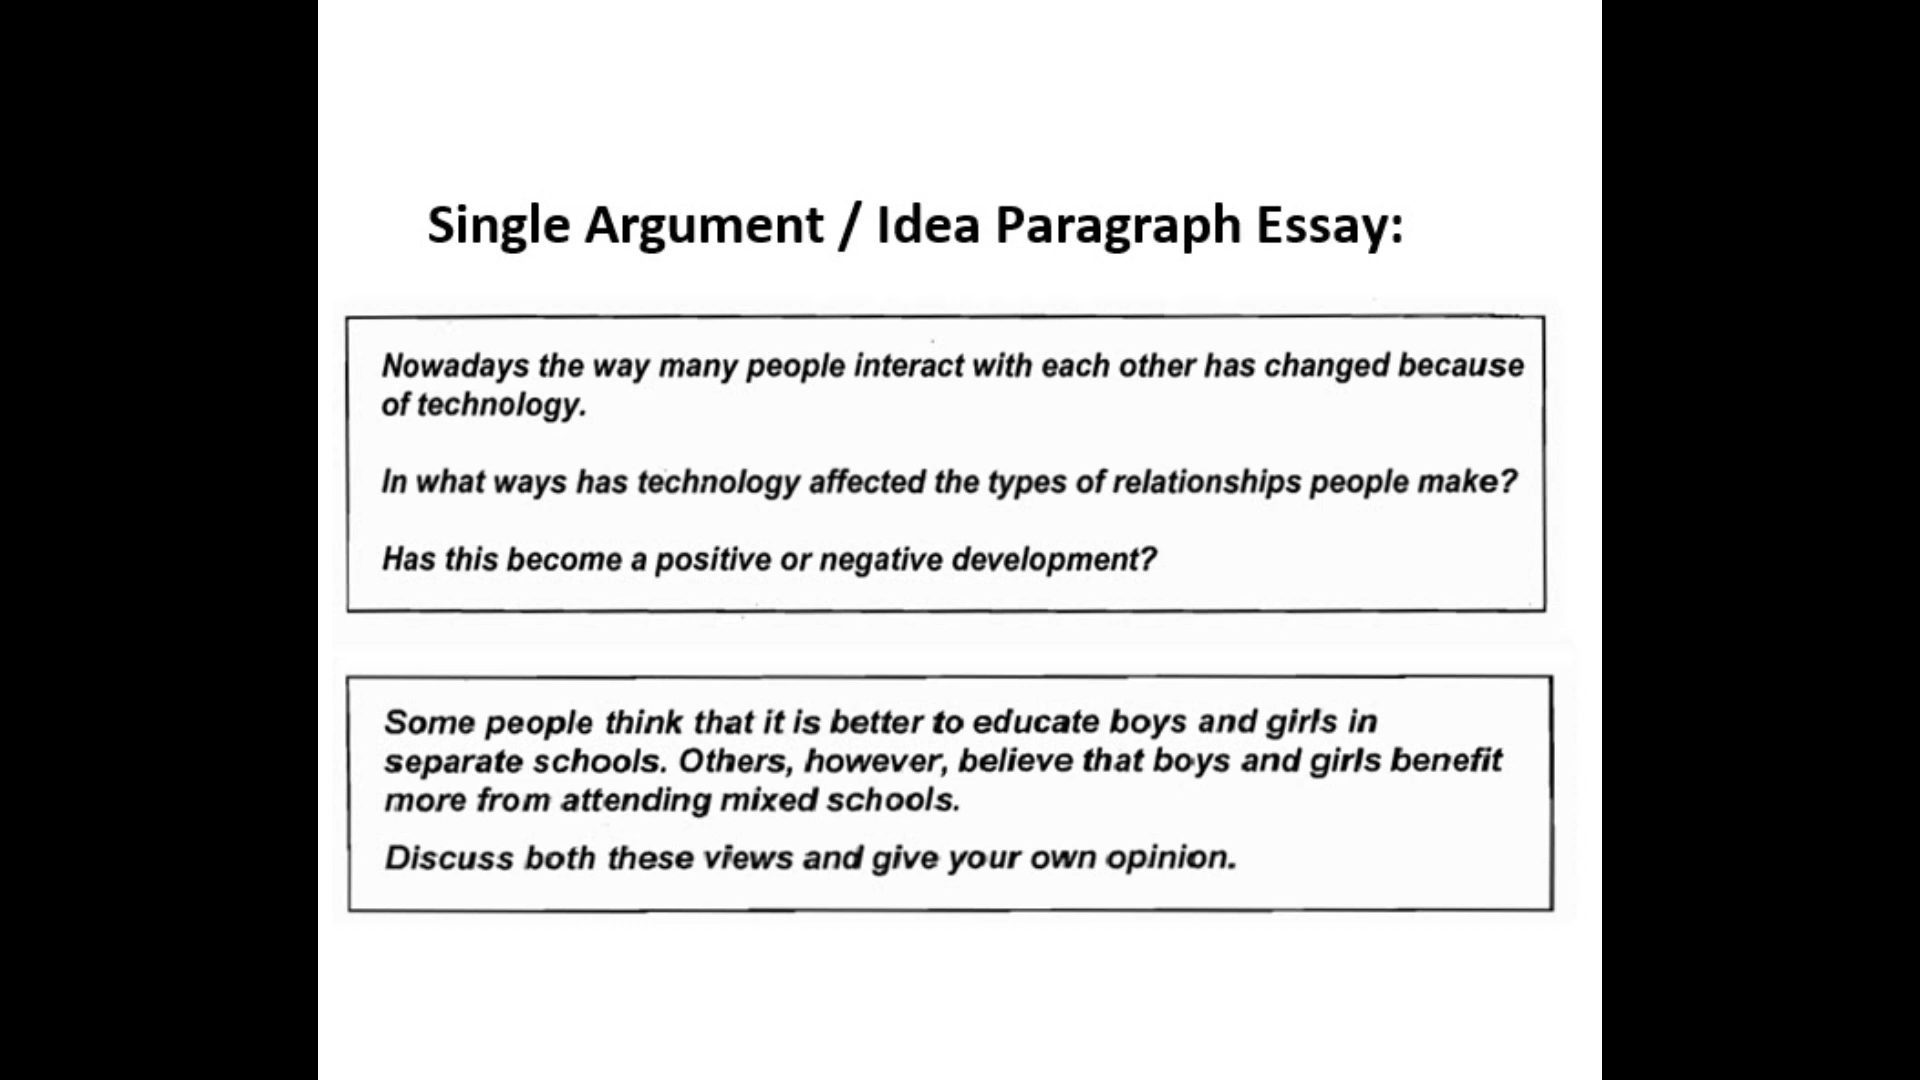 Single Argument / Idea Paragraph Essay:
Nowadays the way many people interact with each other has changed because
of technology.
In what ways has technology affected the types of relationships people make?
Has this become a positive or negative development?
Some people think that it is better to educate boys and girls in
separate schools. Others, however, believe that boys and girls benefit
more from attending mixed schools.
Discuss both these views and give your own opinion.